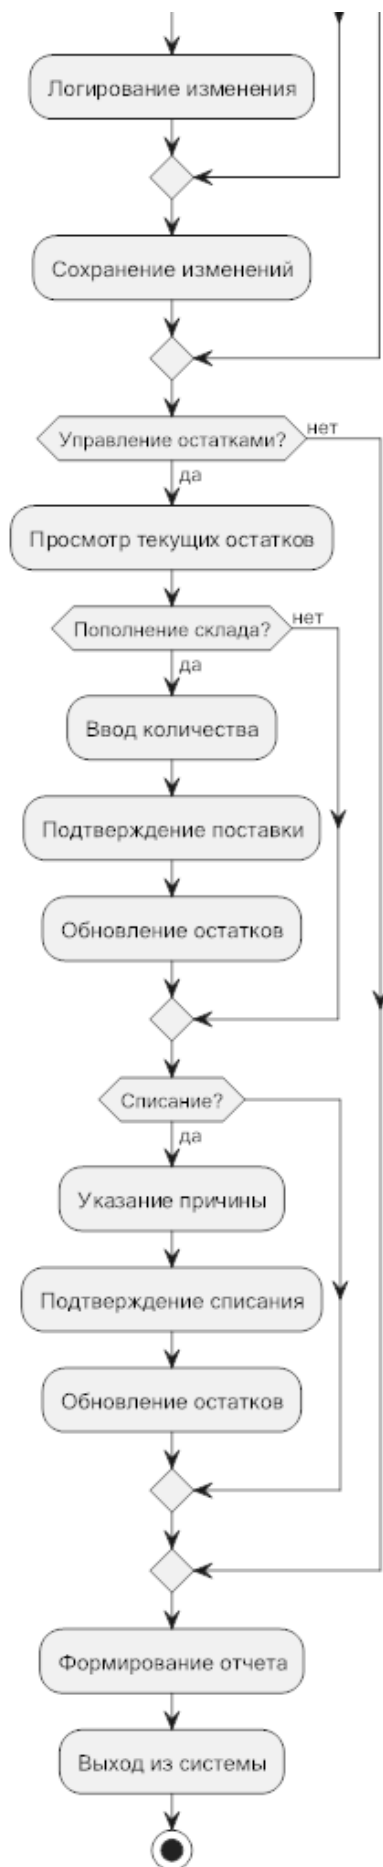 Логирование изменения
Сохранение изменений
Управление остатками?
нет
да
Просмотр текущих остатков
Пополнение склада?
нет
да
Ввод количества
Подтверждение поставки
Обновление остатков
Списание?
да
Указание причины
Подтверждение списания
Обновление остатков
Формирование отчета
Выход из системы